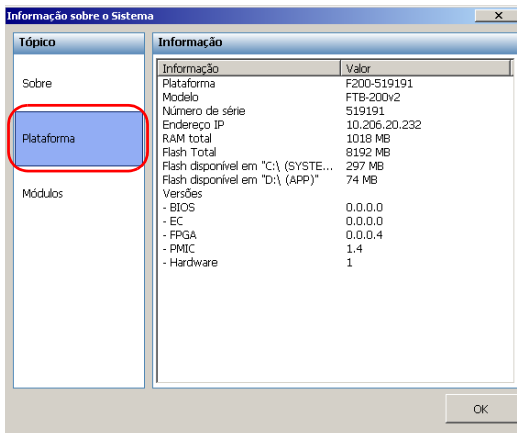 Informação sobre o Sistema
Tópico
Sobre
Plataforma
Módulos
Informação
Informação Valor
Plataforma F200-519191
Modelo FTB-200v2
Número de série 519191
Endereço IP 10.206.20.232
RAM total 1018 MB
Flash Total 8192 MB
Flash disponível em "C:\ (SYSTE... 297 MB
Flash disponível em "D:\ (APP)" 74 MB
Versões
- BIOS 0.0.0.0
- EC 0.0.0.0
- FPGA 0.0.0.4
- PMIC 1.4
- Hardware 1
OK